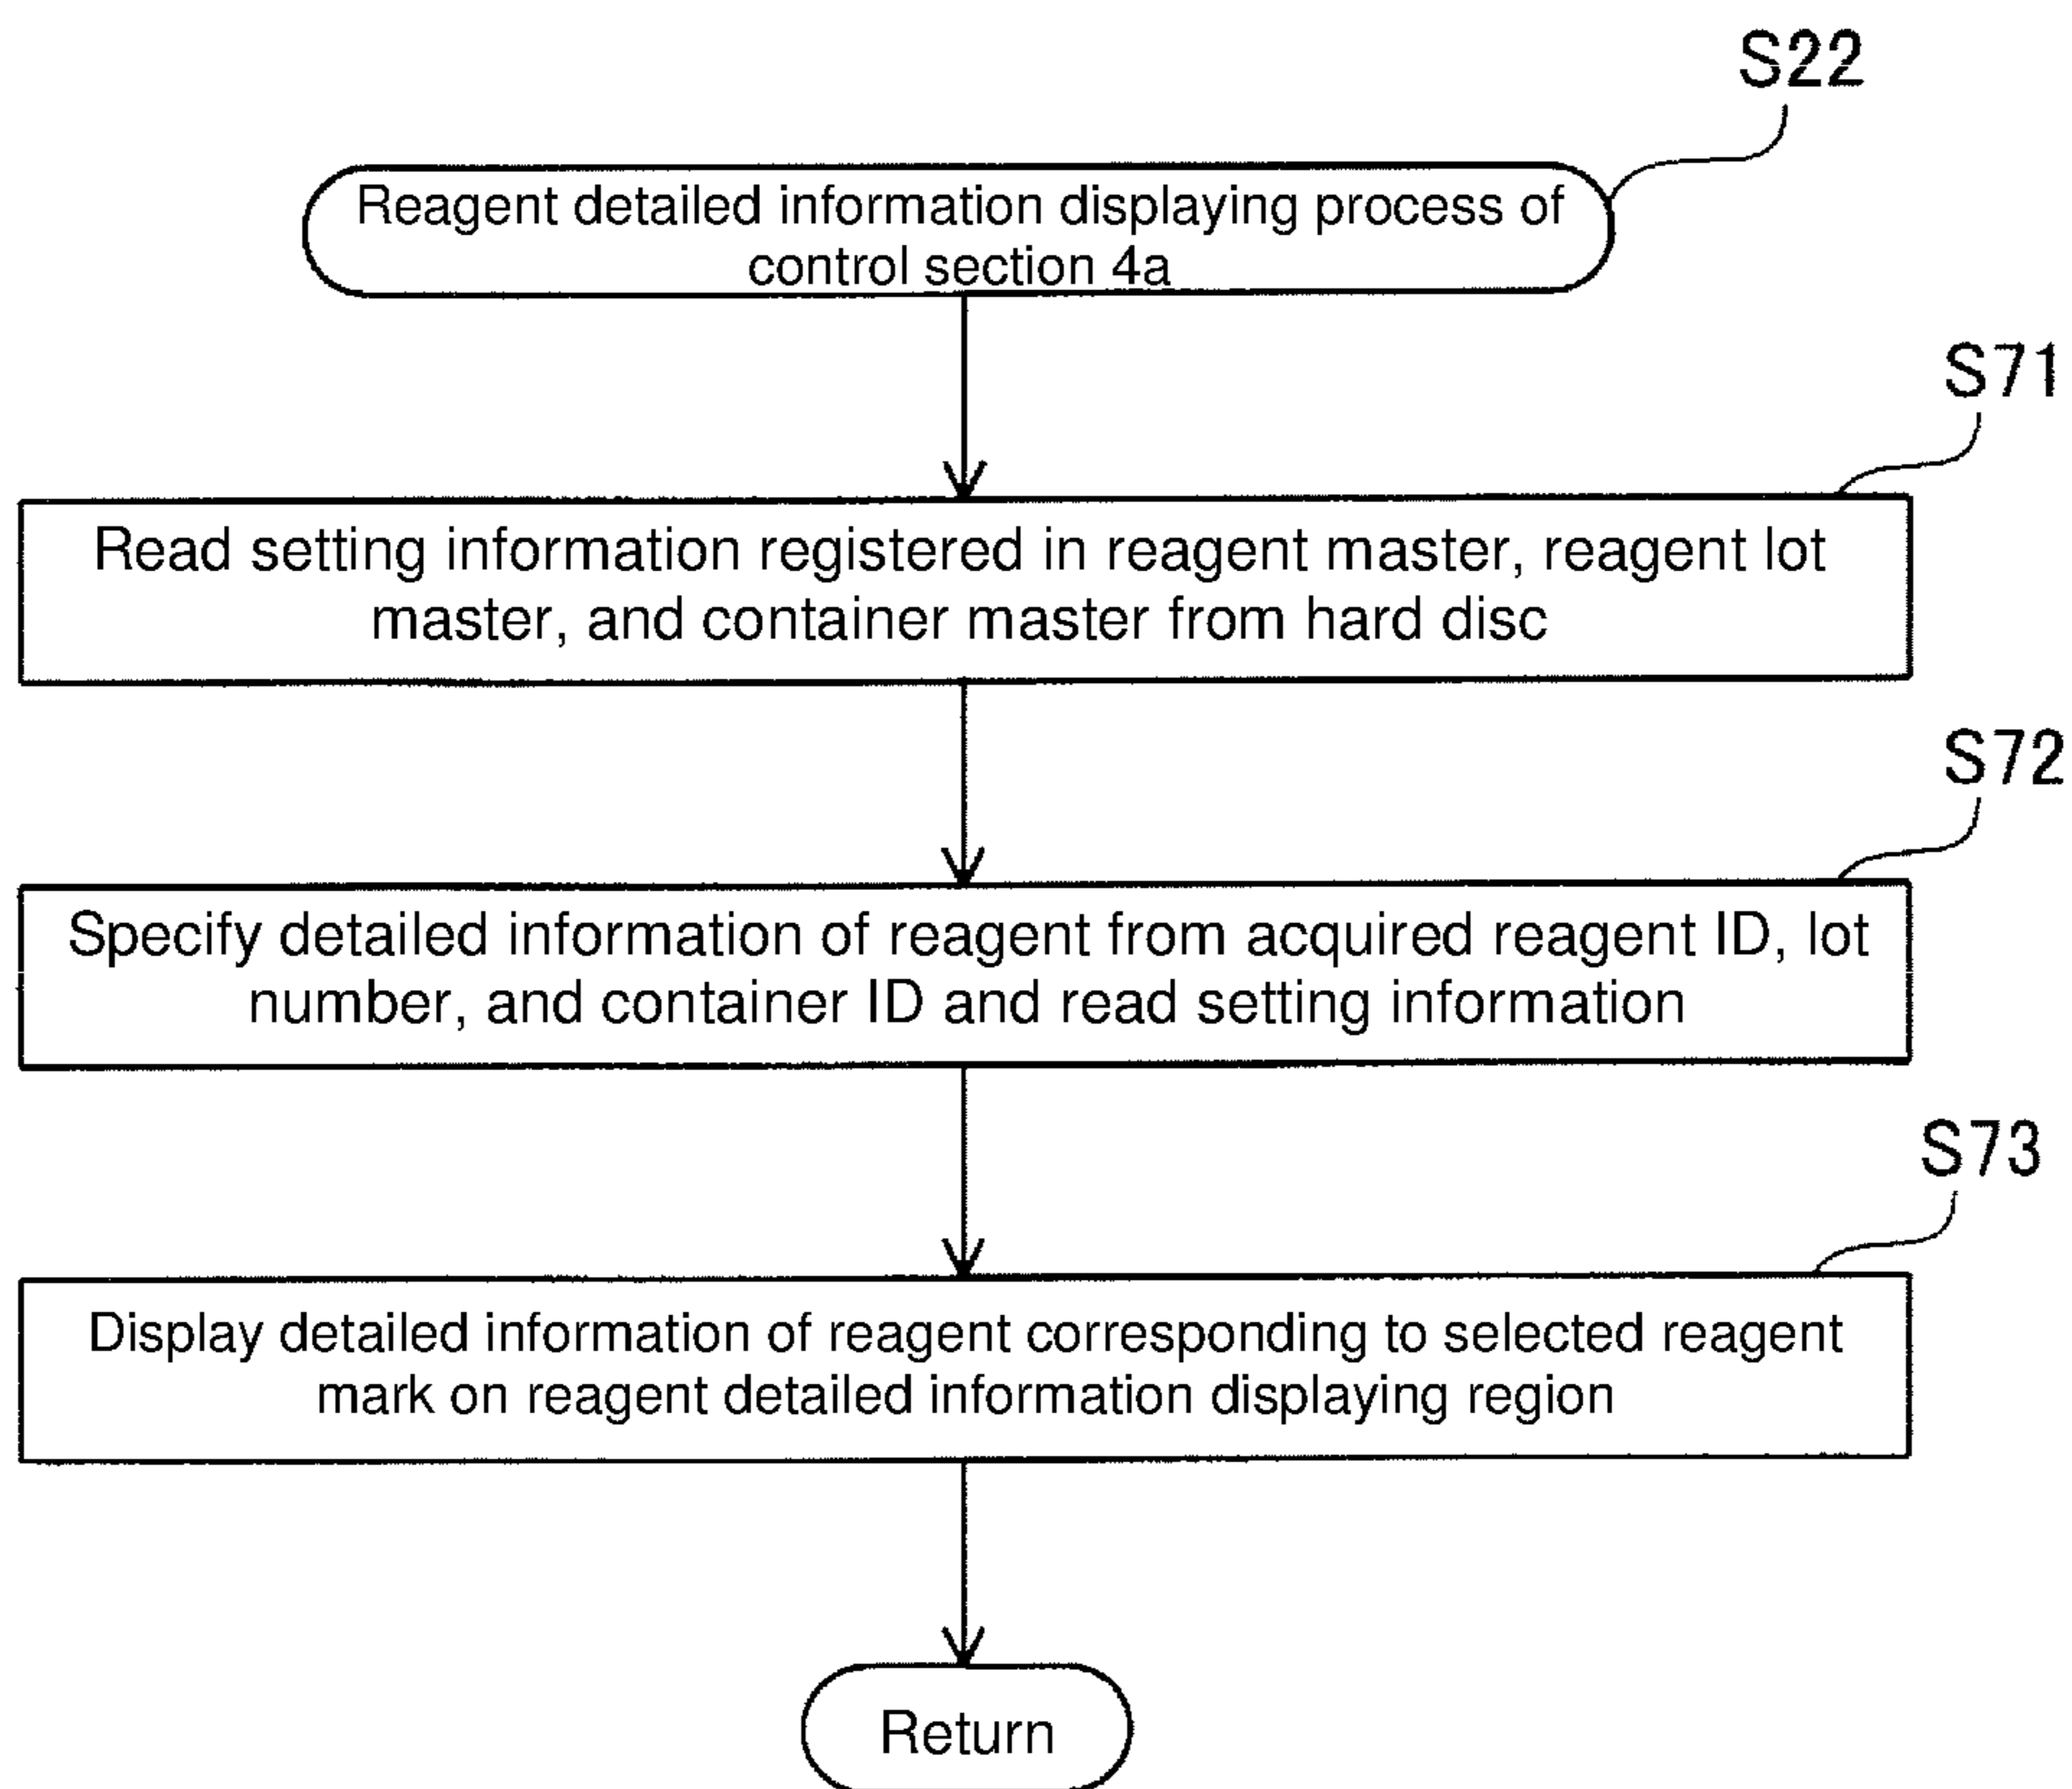 S22
Reagent detailed information displaying process of
control section 4a
S71
Read setting information registered in reagent master, reagent lot
master, and container master from hard disc
S72
Specify detailed information of reagent from acquired reagent ID, lot
number, and container ID and read setting information
S73
Display detailed information of reagent corresponding to selected reagent
mark on reagent detailed information displaying region
Return